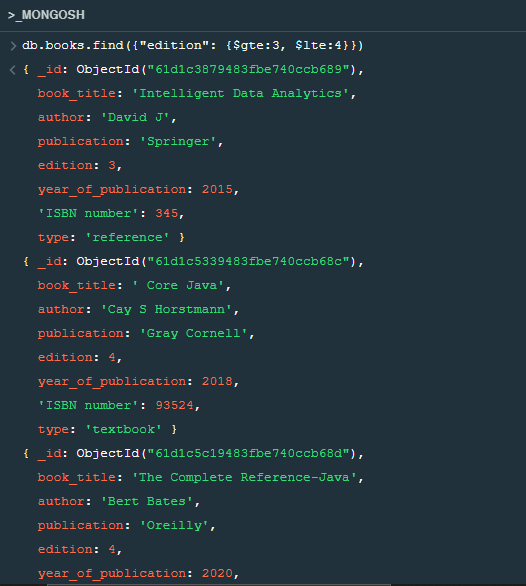 >_MONGOSH
> db.books.find({"edition": {$gte:3, $lte:4}})
< { _id: ObjectId("61d1c3879483fbe740ccb689"),
book_title: 'Intelligent Data Analytics',
author: 'David J',
publication: 'Springer',
edition: 3,
year_of_publication: 2015,
'ISBN number': 345,
type: 'reference' }
{ _id: ObjectId("61d1c5339483fbe740ccb68c"),
book_title: ' Core Java',
author: 'Cay S Horstmann',
publication: 'Gray Cornell',
edition: 4,
year_of_publication: 2018,
'ISBN number': 93524,
type: 'textbook' }
{ _id: ObjectId("61d1c5c19483fbe740ccb68d"),
book_title: 'The Complete Reference-Java',
author: 'Bert Bates',
publication: 'Oreilly',
edition: 4,
year_of_publication: 2020,